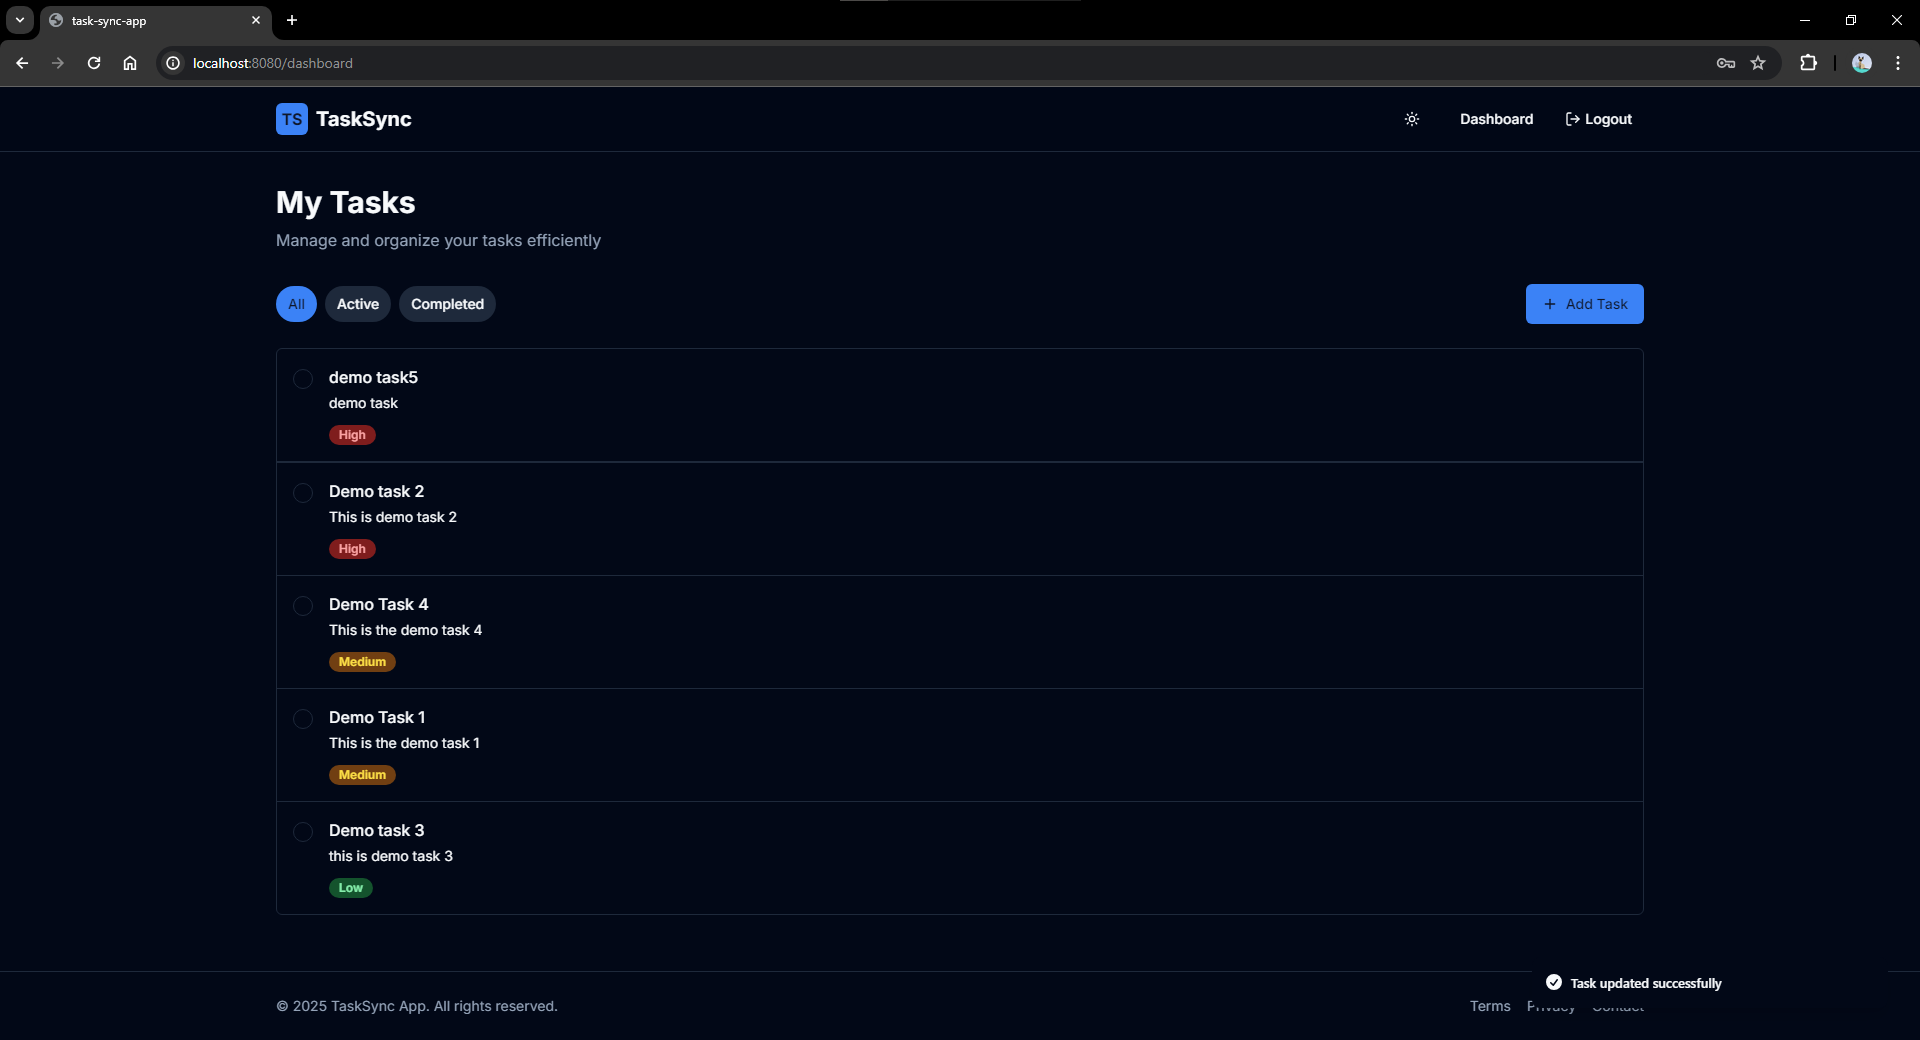 task-sync-app
localhost:8080/dashboard
TS TaskSync
Dashboard Logout
My Tasks
Manage and organize your tasks efficiently
All Active Completed
+ Add Task
demo task5
demo task
High
Demo task 2
This is demo task 2
High
Demo Task 4
This is the demo task 4
Medium
Demo Task 1
This is the demo task 1
Medium
Demo task 3
this is demo task 3
Low
Task updated successfully
© 2025 TaskSync App. All rights reserved.
Terms Privacy Contact